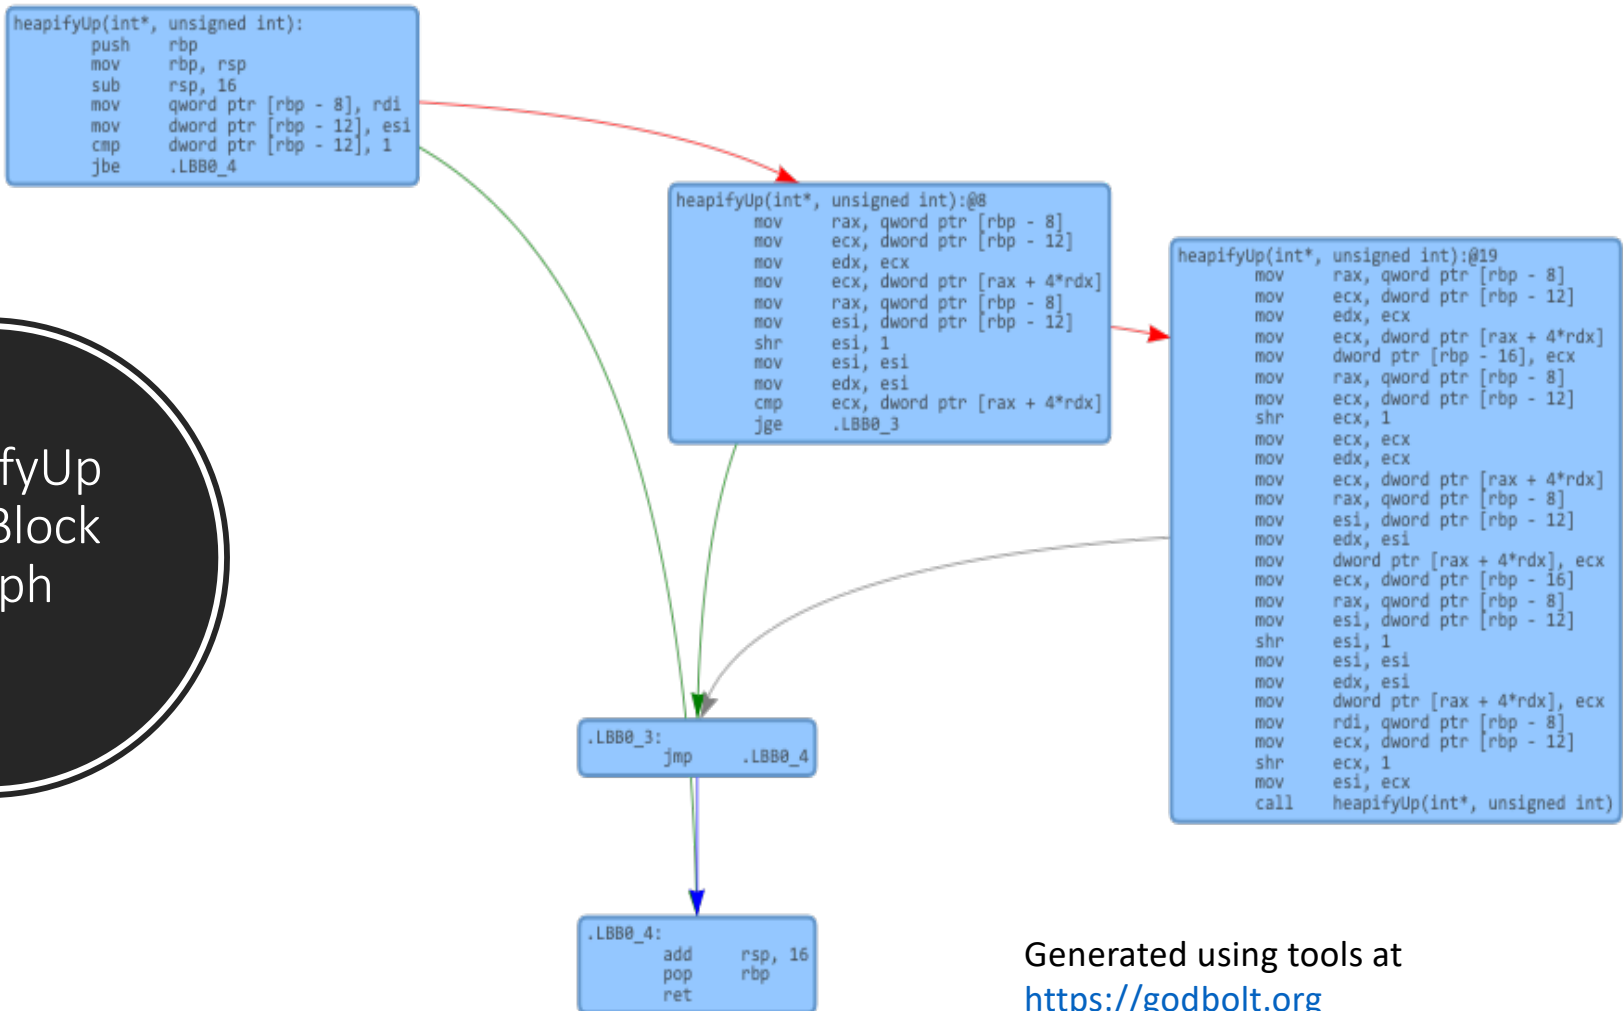 heapifyUp(int*, unsigned int):
push rbp
mov rbp, rsp
sub rsp, 16
mov qword ptr [rbp - 8], rdi
mov dword ptr [rbp - 12], esi
cmp dword ptr [rbp - 12], 1
jbe .LBB0_4
heapifyUp(int*, unsigned int):@8
mov rax, qword ptr [rbp - 8]
mov ecx, dword ptr [rbp - 12]
mov edx, ecx
mov ecx, dword ptr [rax + 4*rdx]
mov rax, qword ptr [rbp - 8]
mov esi, dword ptr [rbp - 12]
shr esi, 1
mov esi, esi
mov edx, esi
cmp ecx, dword ptr [rax + 4*rdx]
jge .LBB0_3
heapifyUp(int*, unsigned int):@19
mov rax, qword ptr [rbp - 8]
mov ecx, dword ptr [rbp - 12]
mov edx, ecx
mov ecx, dword ptr [rax + 4*rdx]
mov dword ptr [rbp - 16], ecx
mov rax, qword ptr [rbp - 8]
mov ecx, dword ptr [rbp - 12]
shr ecx, 1
mov ecx, ecx
mov edx, ecx
mov ecx, dword ptr [rax + 4*rdx]
mov rax, qword ptr [rbp - 8]
mov esi, dword ptr [rbp - 12]
mov edx, esi
mov dword ptr [rax + 4*rdx], ecx
mov ecx, dword ptr [rbp - 16]
mov rax, qword ptr [rbp - 8]
mov esi, dword ptr [rbp - 12]
shr esi, 1
mov esi, esi
mov edx, esi
mov dword ptr [rax + 4*rdx], ecx
mov rdi, qword ptr [rbp - 8]
mov ecx, dword ptr [rbp - 12]
shr ecx, 1
mov esi, ecx
call heapifyUp(int*, unsigned int)
fyUp
Block
ph
.LBB0_3:
jmp .LBB0_4
.LBB0_4:
add rsp, 16
pop rbp
ret
Generated using tools at
https://godbolt.org